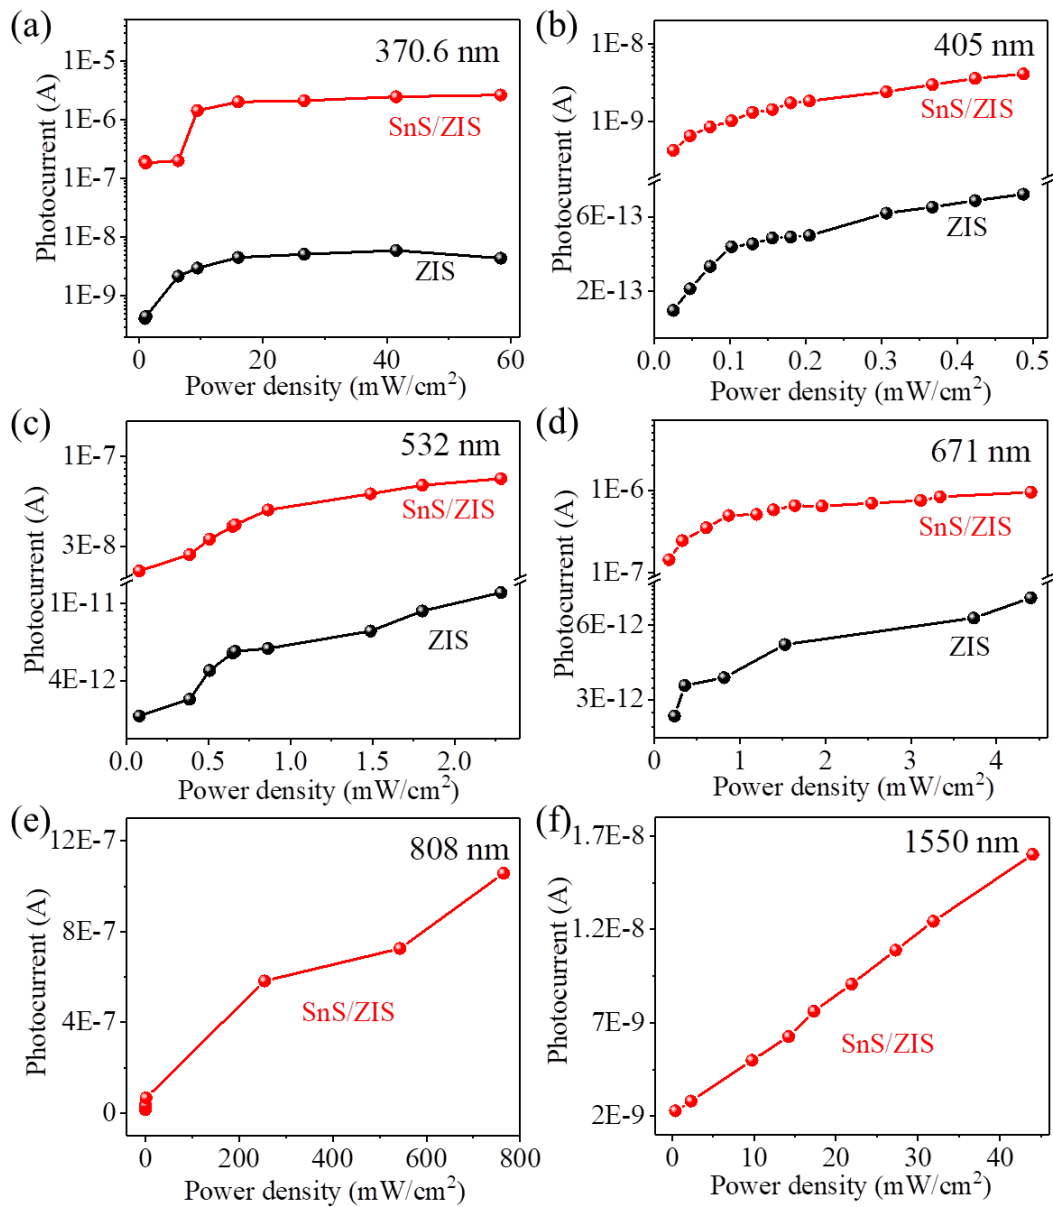 (a)
370.6 nm
1E-5
1E-6
1E-7
1E-8
1E-9
Photocurrent (A)
SnS/ZIS
ZIS
0
20
40
60
Power density (mW/cm²)
(b)
405 nm
1E-8
1E-9
6E-13
2E-13
Photocurrent (A)
SnS/ZIS
ZIS
0.0
0.1
0.2
0.3
0.4
0.5
Power density (mW/cm²)
(c)
532 nm
1E-7
3E-8
1E-11
4E-12
Photocurrent (A)
SnS/ZIS
ZIS
0.0
0.5
1.0
1.5
2.0
Power density (mW/cm²)
(d)
671 nm
1E-6
1E-7
6E-12
3E-12
Photocurrent (A)
SnS/ZIS
ZIS
0
1
2
3
4
Power density (mW/cm²)
(e)
808 nm
12E-7
8E-7
4E-7
0
Photocurrent (A)
SnS/ZIS
0
200
400
600
800
Power density (mW/cm²)
(f)
1550 nm
1.7E-8
1.2E-8
7E-9
2E-9
Photocurrent (A)
SnS/ZIS
0
10
20
30
40
Power density (mW/cm²)